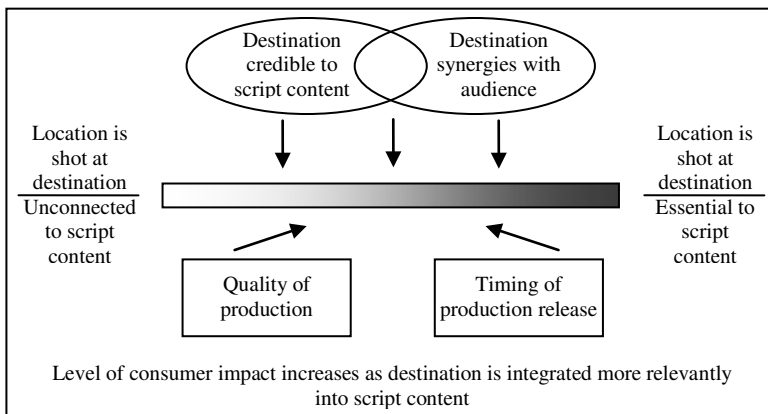 Destination
credible to
script content
Destination
synergies with
audience
Location is
shot at
destination
Unconnected
to script
content
Location is
shot at
destination
Essential to
script
content
Quality of
production
Timing of
production release
Level of consumer impact increases as destination is integrated more relevantly
into script content